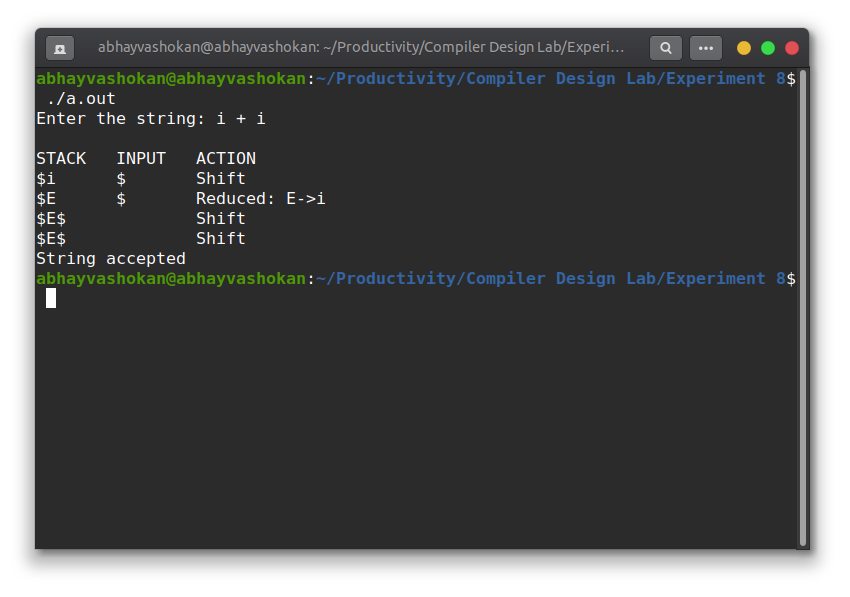 abhayvashokan@abhayvashokan: ~/Productivity/Compiler Design Lab/Experi…
abhayvashokan@abhayvashokan:~/Productivity/Compiler Design Lab/Experiment 8$
./a.out
Enter the string: i + i
STACK   INPUT   ACTION
$i      $       Shift
$E      $       Reduced: E->i
$E$             Shift
$E$             Shift
String accepted
abhayvashokan@abhayvashokan:~/Productivity/Compiler Design Lab/Experiment 8$